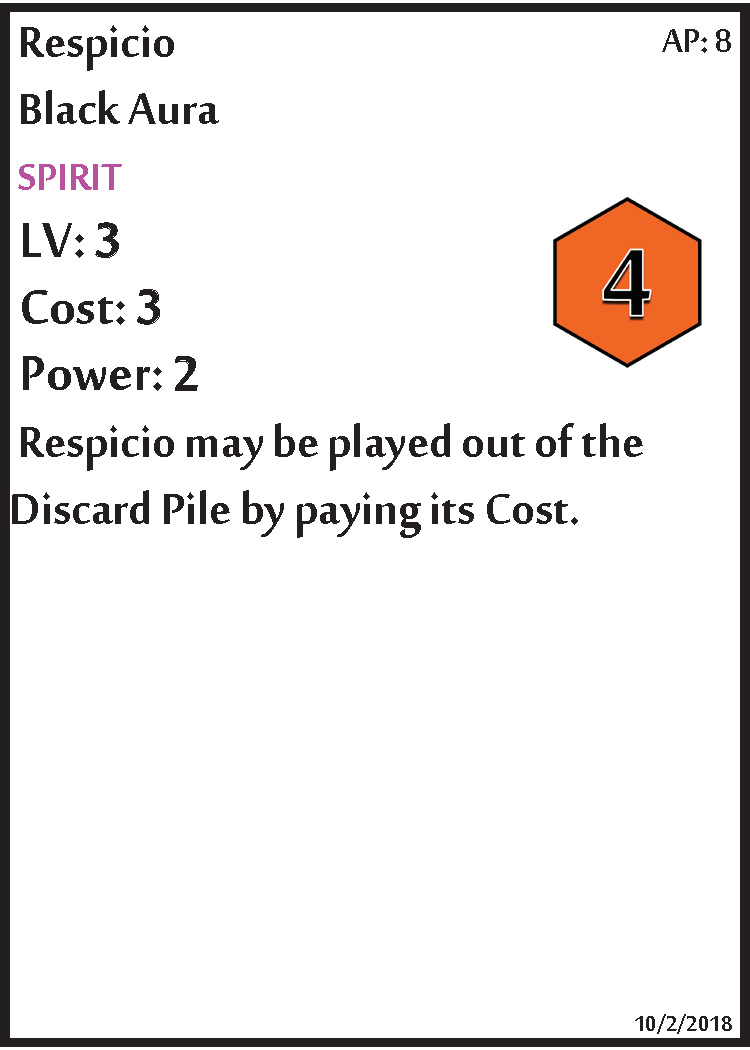 Respicio
AP: 8
Black Aura
SPIRIT
LV: 3
4
Cost: 3
Power: 2
Respicio may be played out of the
Discard Pile by paying its Cost.
10/2/2018